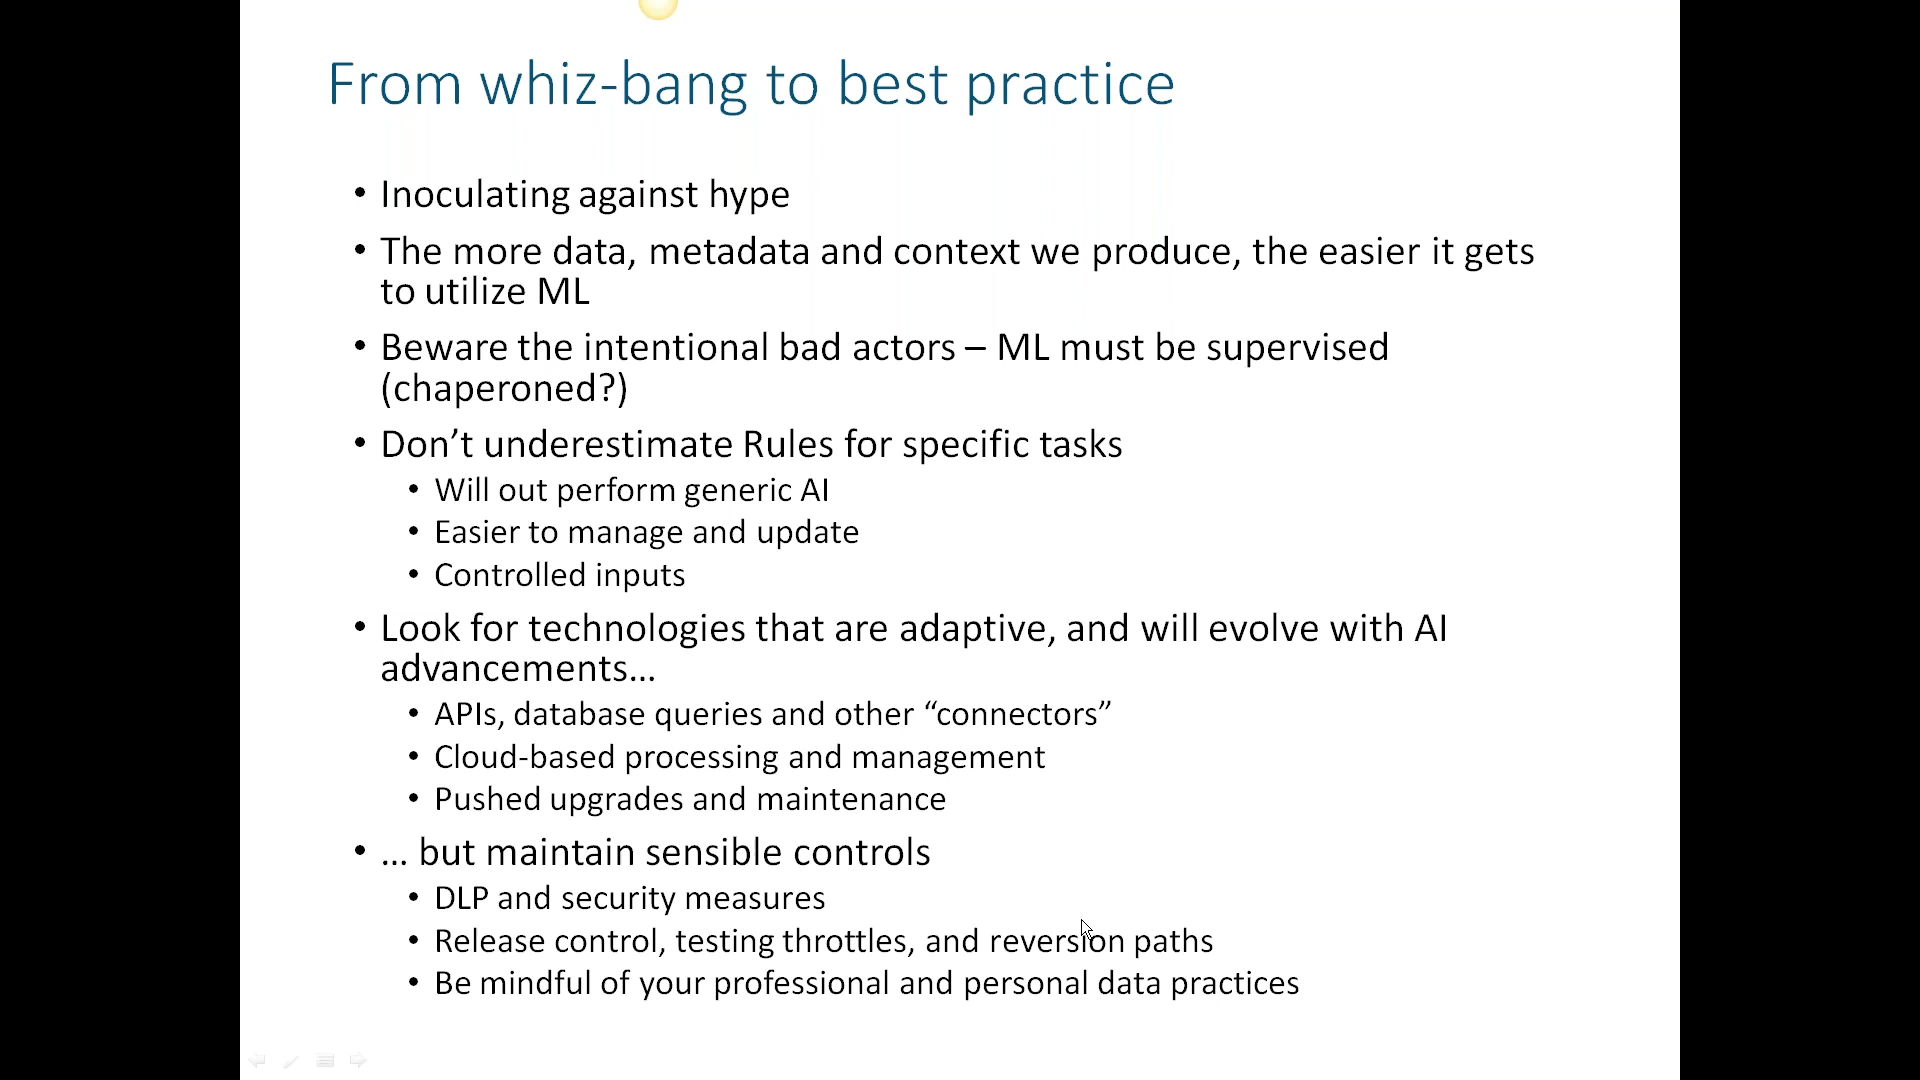 From whiz-bang to best practice
• Inoculating against hype
• The more data, metadata and context we produce, the easier it gets
to utilize ML
• Beware the intentional bad actors – ML must be supervised
(chaperoned?)
• Don’t underestimate Rules for specific tasks
• Will out perform generic AI
• Easier to manage and update
• Controlled inputs
• Look for technologies that are adaptive, and will evolve with AI
advancements…
• APIs, database queries and other “connectors”
• Cloud-based processing and management
• Pushed upgrades and maintenance
• … but maintain sensible controls
• DLP and security measures
• Release control, testing throttles, and reversion paths
• Be mindful of your professional and personal data practices